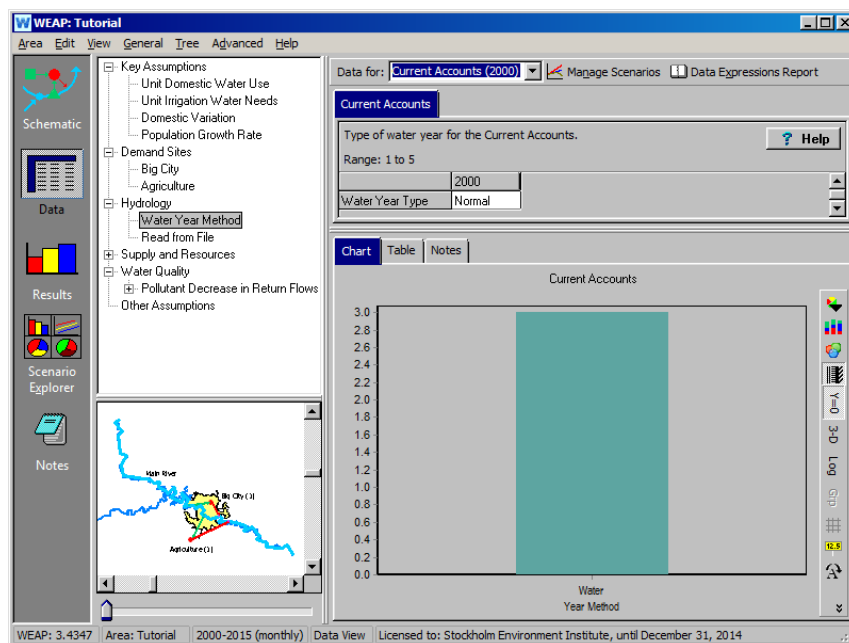 WEAP: Tutorial
Area Edit View General Tree Advanced Help
Schematic
Data
Results
Scenario
Explorer
Notes
Key Assumptions
Unit Domestic Water Use
Unit Irrigation Water Needs
Domestic Variation
Population Growth Rate
Demand Sites
Big City
Agriculture
Hydrology
Water Year Method
Read from File
Supply and Resources
Water Quality
Pollutant Decrease in Return Flows
Other Assumptions
Main River
Big City (1)
Agriculture (1)
Data for: Current Accounts (2000) Manage Scenarios Data Expressions Report
Current Accounts
Type of water year for the Current Accounts.
? Help
Range: 1 to 5
2000
Water Year Type Normal
Chart Table Notes
Current Accounts
3.0
2.8
2.6
2.4
2.2
2.0
1.8
1.6
1.4
1.2
1.0
0.8
0.6
0.4
0.2
0.0
Water
Year Method
Y=0
3-D
Log
Grp
12.5
A
WEAP: 3.4347 Area: Tutorial 2000-2015 (monthly) Data View Licensed to: Stockholm Environment Institute, until December 31, 2014